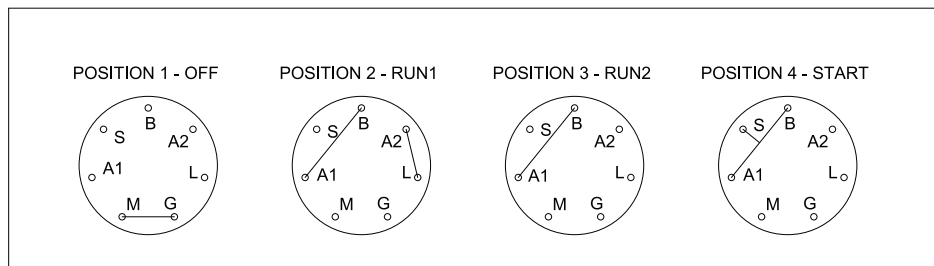 POSITION 1 - OFF
POSITION 2 - RUN1
POSITION 3 - RUN2
POSITION 4 - START
B
S
A2
A1
L
M
G
B
S
A2
A1
L
M
G
B
S
A2
A1
L
M
G
B
S
A2
A1
L
M
G